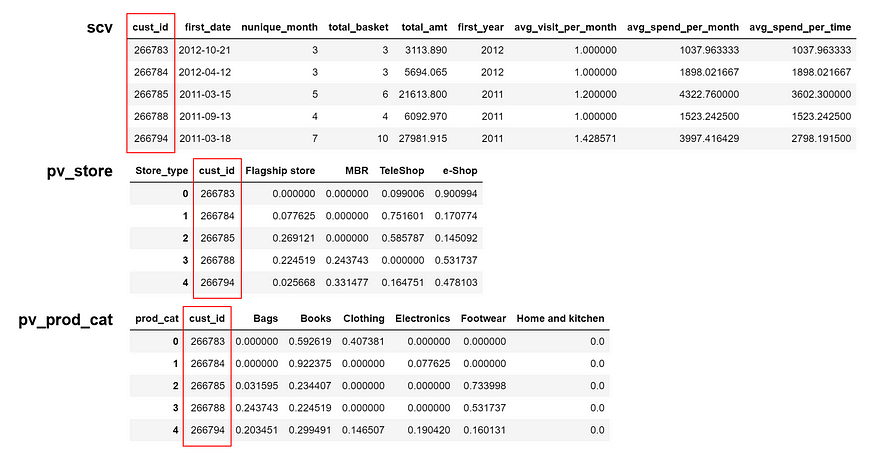 scv cust_id first_date nunique_month total_basket total_amt first_year avg_visit_per_month avg_spend_per_month avg_spend_per_time
266783 2012-10-21 3 3 3113.890 2012 1.000000 1037.963333 1037.963333
266784 2012-04-12 3 3 5694.065 2012 1.000000 1898.021667 1898.021667
266785 2011-03-15 5 6 21613.800 2011 1.200000 4322.760000 3602.300000
266788 2011-09-13 4 4 6092.970 2011 1.000000 1523.242500 1523.242500
266794 2011-03-18 7 10 27981.915 2011 1.428571 3997.416429 2798.191500
pv_store Store_type cust_id Flagship store MBR TeleShop e-Shop
0 266783 0.000000 0.000000 0.099006 0.900994
1 266784 0.077625 0.000000 0.751601 0.170774
2 266785 0.269121 0.000000 0.585787 0.145092
3 266788 0.224519 0.243743 0.000000 0.531737
4 266794 0.025668 0.331477 0.164751 0.478103
pv_prod_cat prod_cat cust_id Bags Books Clothing Electronics Footwear Home and kitchen
0 266783 0.000000 0.592619 0.407381 0.000000 0.000000 0.0
1 266784 0.000000 0.922375 0.000000 0.077625 0.000000 0.0
2 266785 0.031595 0.234407 0.000000 0.000000 0.733998 0.0
3 266788 0.243743 0.224519 0.000000 0.000000 0.531737 0.0
4 266794 0.203451 0.299491 0.146507 0.190420 0.160131 0.0